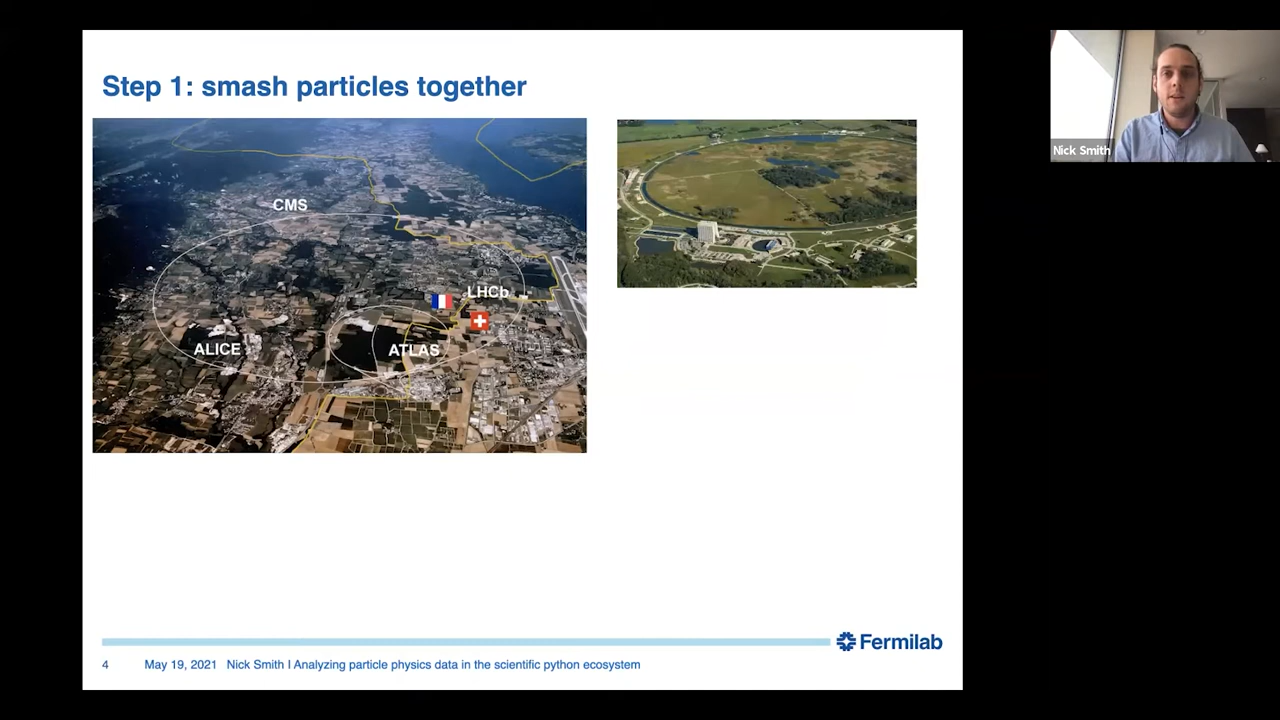 Step 1: smash particles together
CMS
LHCb
ALICE
ATLAS
Nick Smith
Fermilab
4 May 19, 2021 Nick Smith I Analyzing particle physics data in the scientific python ecosystem